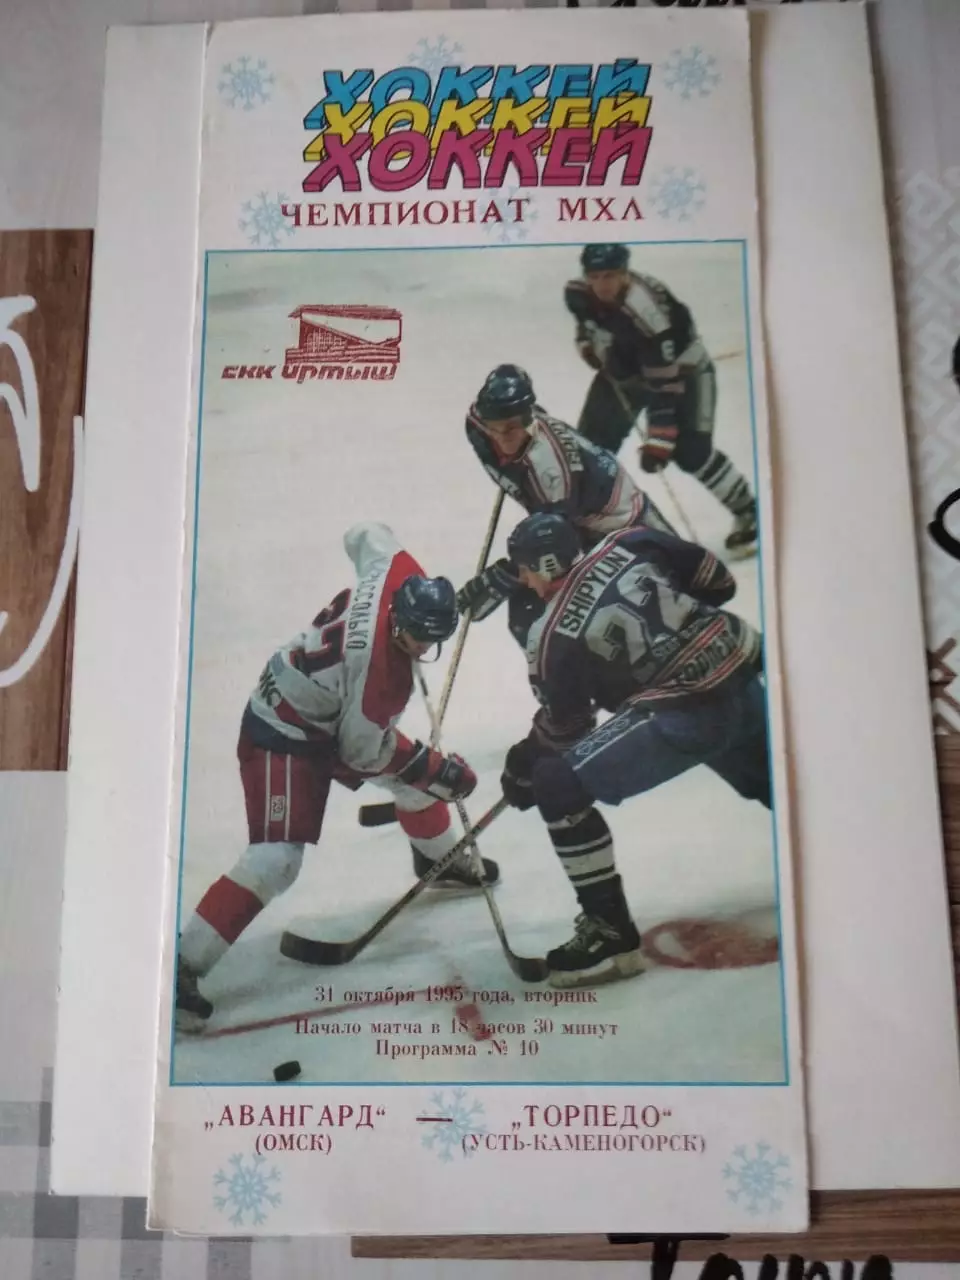 ХОККЕЙ
ХОККЕЙ
ХОККЕЙ
ЧЕМПИОНАТ МХЛ
СКК ИРТЫШ
SHIPYLIN
31 октября 1995 года, вторник
Начало матча в 18 часов 30 минут
Программа № 10
„АВАНГАРД“ — „ТОРПЕДО“
(ОМСК) (УСТЬ-КАМЕНОГОРСК)